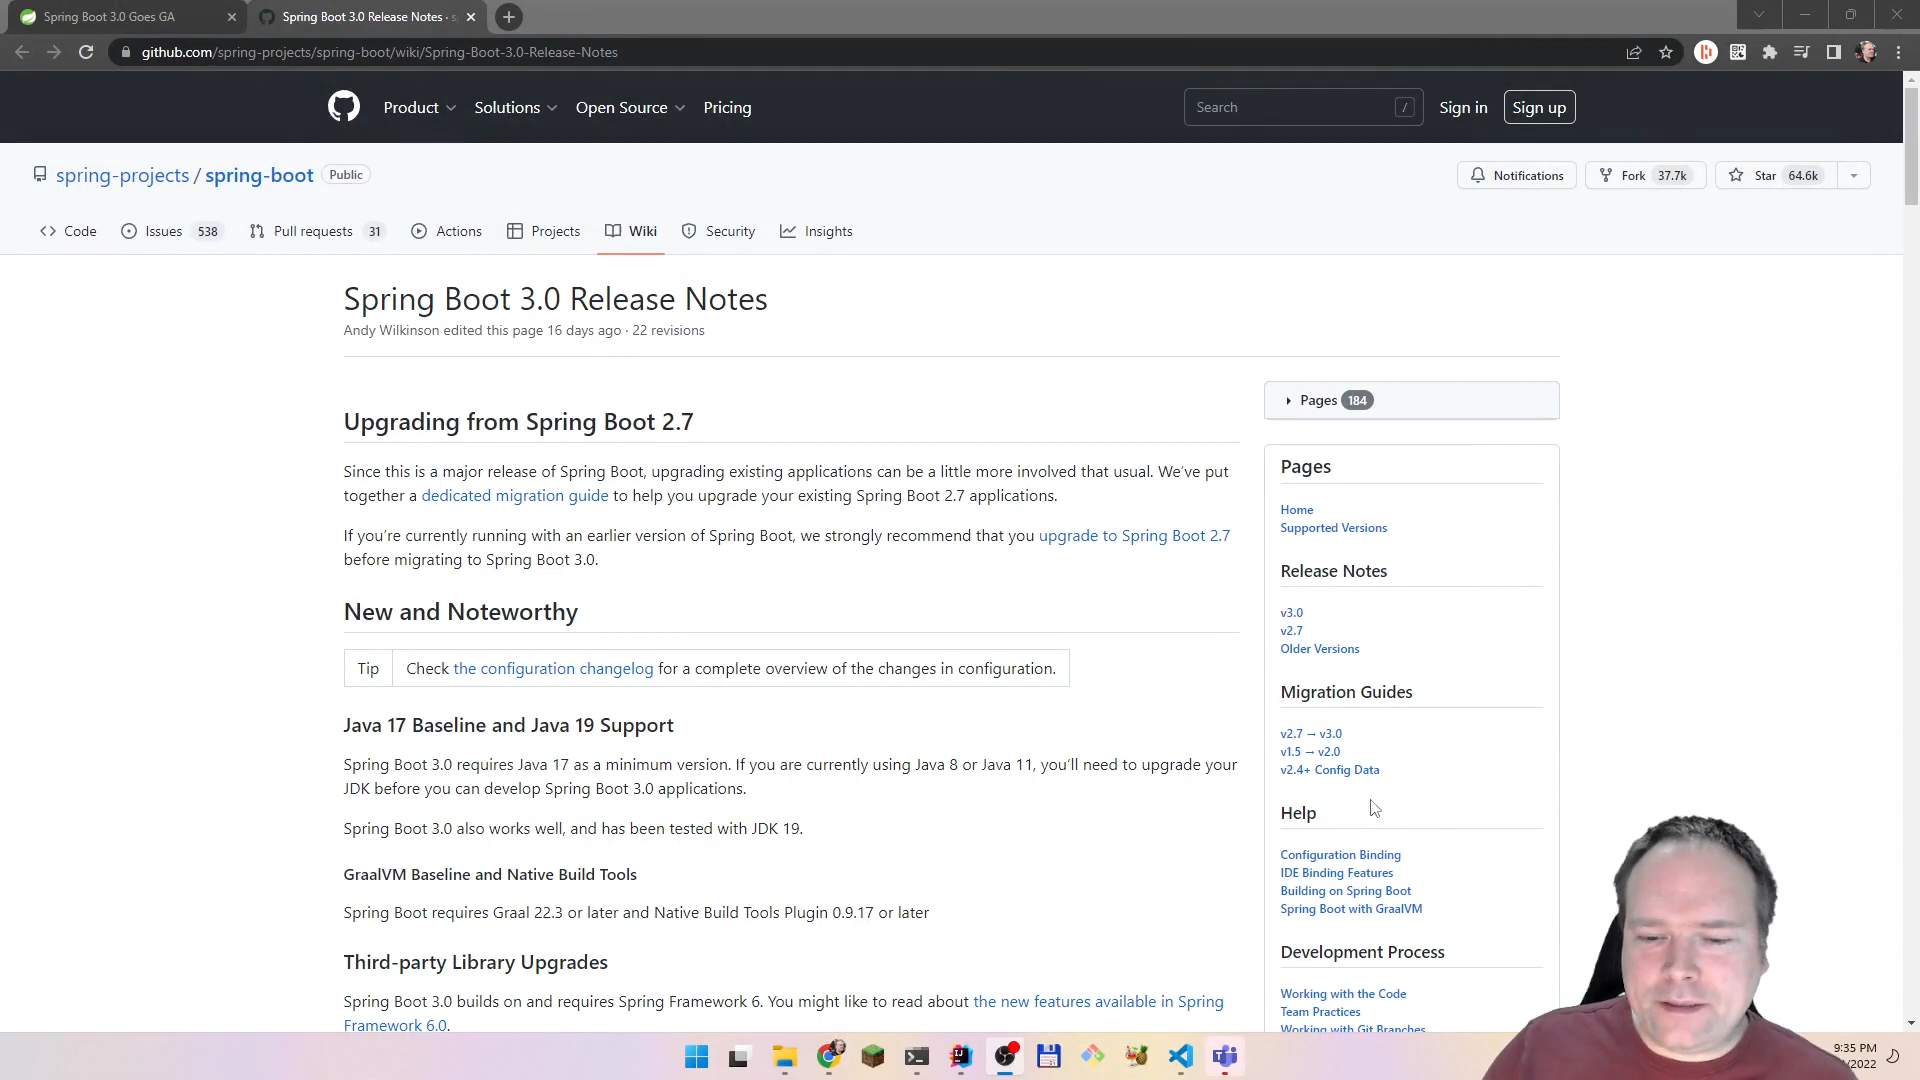 Spring Boot 3.0 Goes GA
Spring Boot 3.0 Release Notes · s
github.com/spring-projects/spring-boot/wiki/Spring-Boot-3.0-Release-Notes
Product
Solutions
Open Source
Pricing
Search
/
Sign in
Sign up
spring-projects / spring-boot
Public
Notifications
Fork 37.7k
Star 64.6k
Code
Issues 538
Pull requests 31
Actions
Projects
Wiki
Security
Insights
Spring Boot 3.0 Release Notes
Andy Wilkinson edited this page 16 days ago · 22 revisions
Upgrading from Spring Boot 2.7
Since this is a major release of Spring Boot, upgrading existing applications can be a little more involved that usual. We’ve put
together a dedicated migration guide to help you upgrade your existing Spring Boot 2.7 applications.
If you’re currently running with an earlier version of Spring Boot, we strongly recommend that you upgrade to Spring Boot 2.7
before migrating to Spring Boot 3.0.
New and Noteworthy
Tip
Check the configuration changelog for a complete overview of the changes in configuration.
Java 17 Baseline and Java 19 Support
Spring Boot 3.0 requires Java 17 as a minimum version. If you are currently using Java 8 or Java 11, you’ll need to upgrade your
JDK before you can develop Spring Boot 3.0 applications.
Spring Boot 3.0 also works well, and has been tested with JDK 19.
GraalVM Baseline and Native Build Tools
Spring Boot requires Graal 22.3 or later and Native Build Tools Plugin 0.9.17 or later
Third-party Library Upgrades
Spring Boot 3.0 builds on and requires Spring Framework 6. You might like to read about the new features available in Spring
Framework 6.0.
Pages 184
Pages
Home
Supported Versions
Release Notes
v3.0
v2.7
Older Versions
Migration Guides
v2.7 → v3.0
v1.5 → v2.0
v2.4+ Config Data
Help
Configuration Binding
IDE Binding Features
Building on Spring Boot
Spring Boot with GraalVM
Development Process
Working with the Code
Team Practices
Working with Git Branches
9:35 PM
/2022